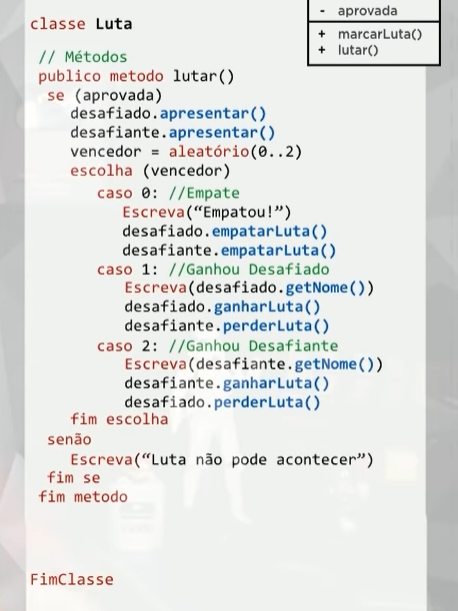 - aprovada
+ marcarLuta()
+ lutar()
classe Luta
// Métodos
publico metodo lutar()
se (aprovada)
desafiado.apresentar()
desafiante.apresentar()
vencedor = aleatório(0..2)
escolha (vencedor)
caso 0: //Empate
Escreva(“Empatou!”)
desafiado.empatarLuta()
desafiante.empatarLuta()
caso 1: //Ganhou Desafiado
Escreva(desafiado.getNome())
desafiado.ganharLuta()
desafiante.perderLuta()
caso 2: //Ganhou Desafiante
Escreva(desafiante.getNome())
desafiante.ganharLuta()
desafiado.perderLuta()
fim escolha
senão
Escreva(“Luta não pode acontecer”)
fim se
fim metodo
FimClasse